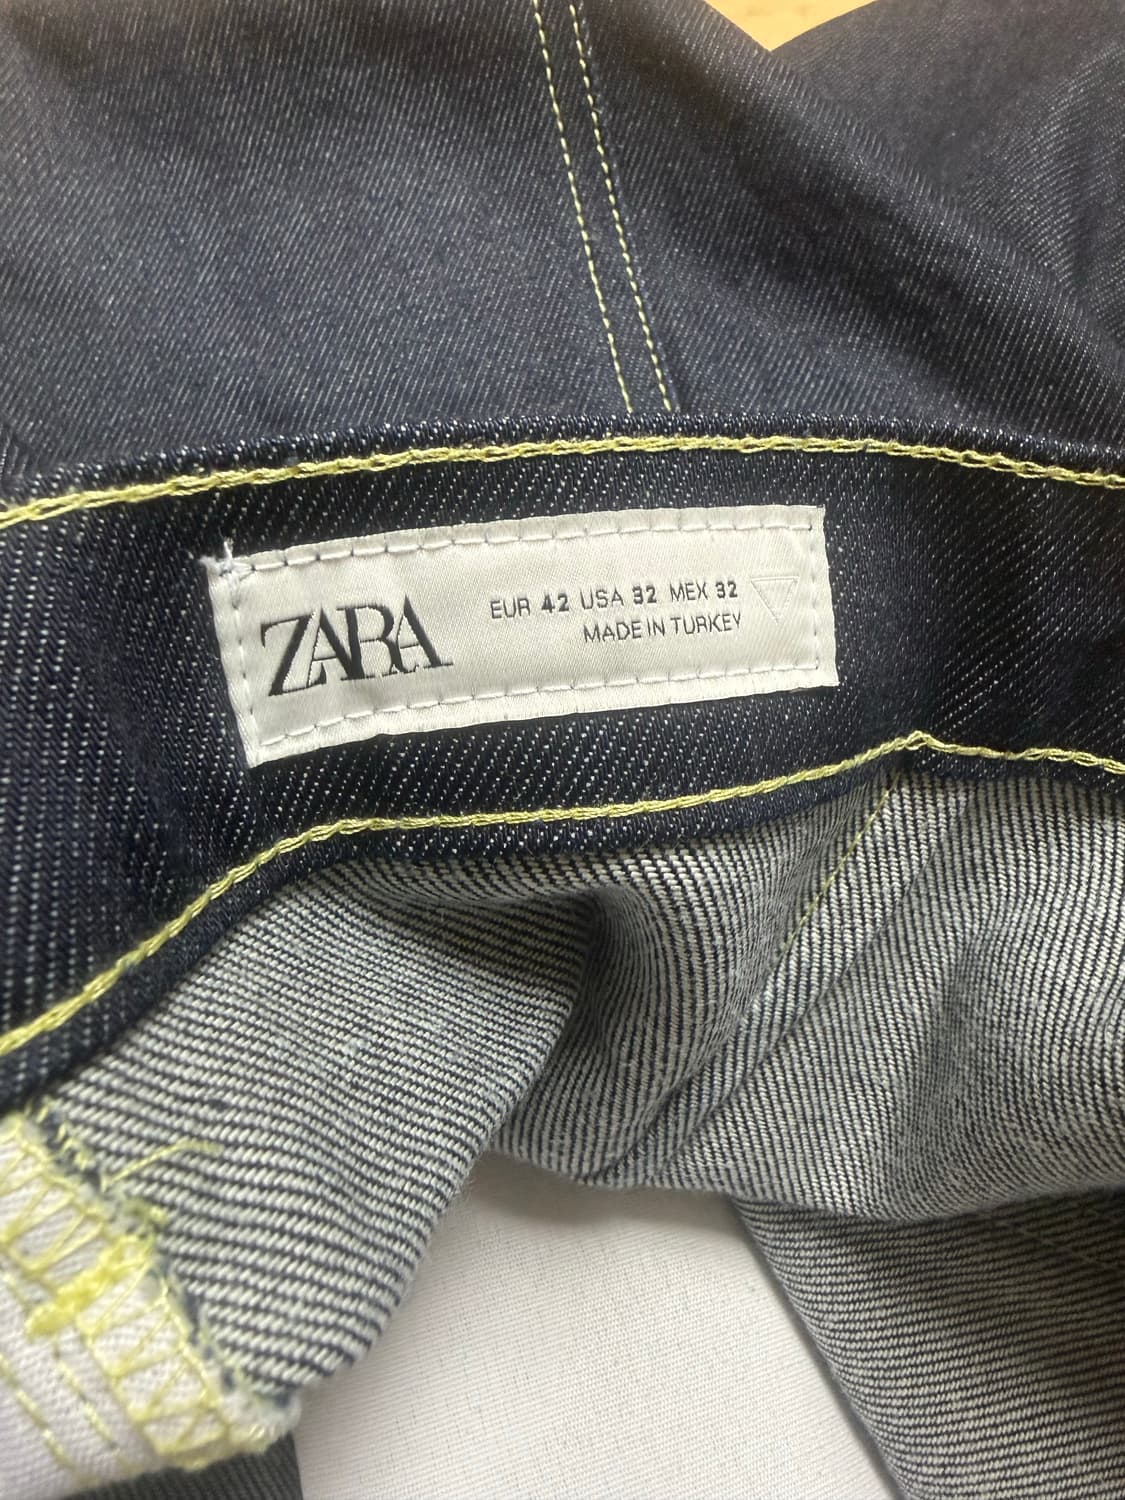 ZARA
EUR 42 USA 32 MEX 32
MADE IN TURKEY